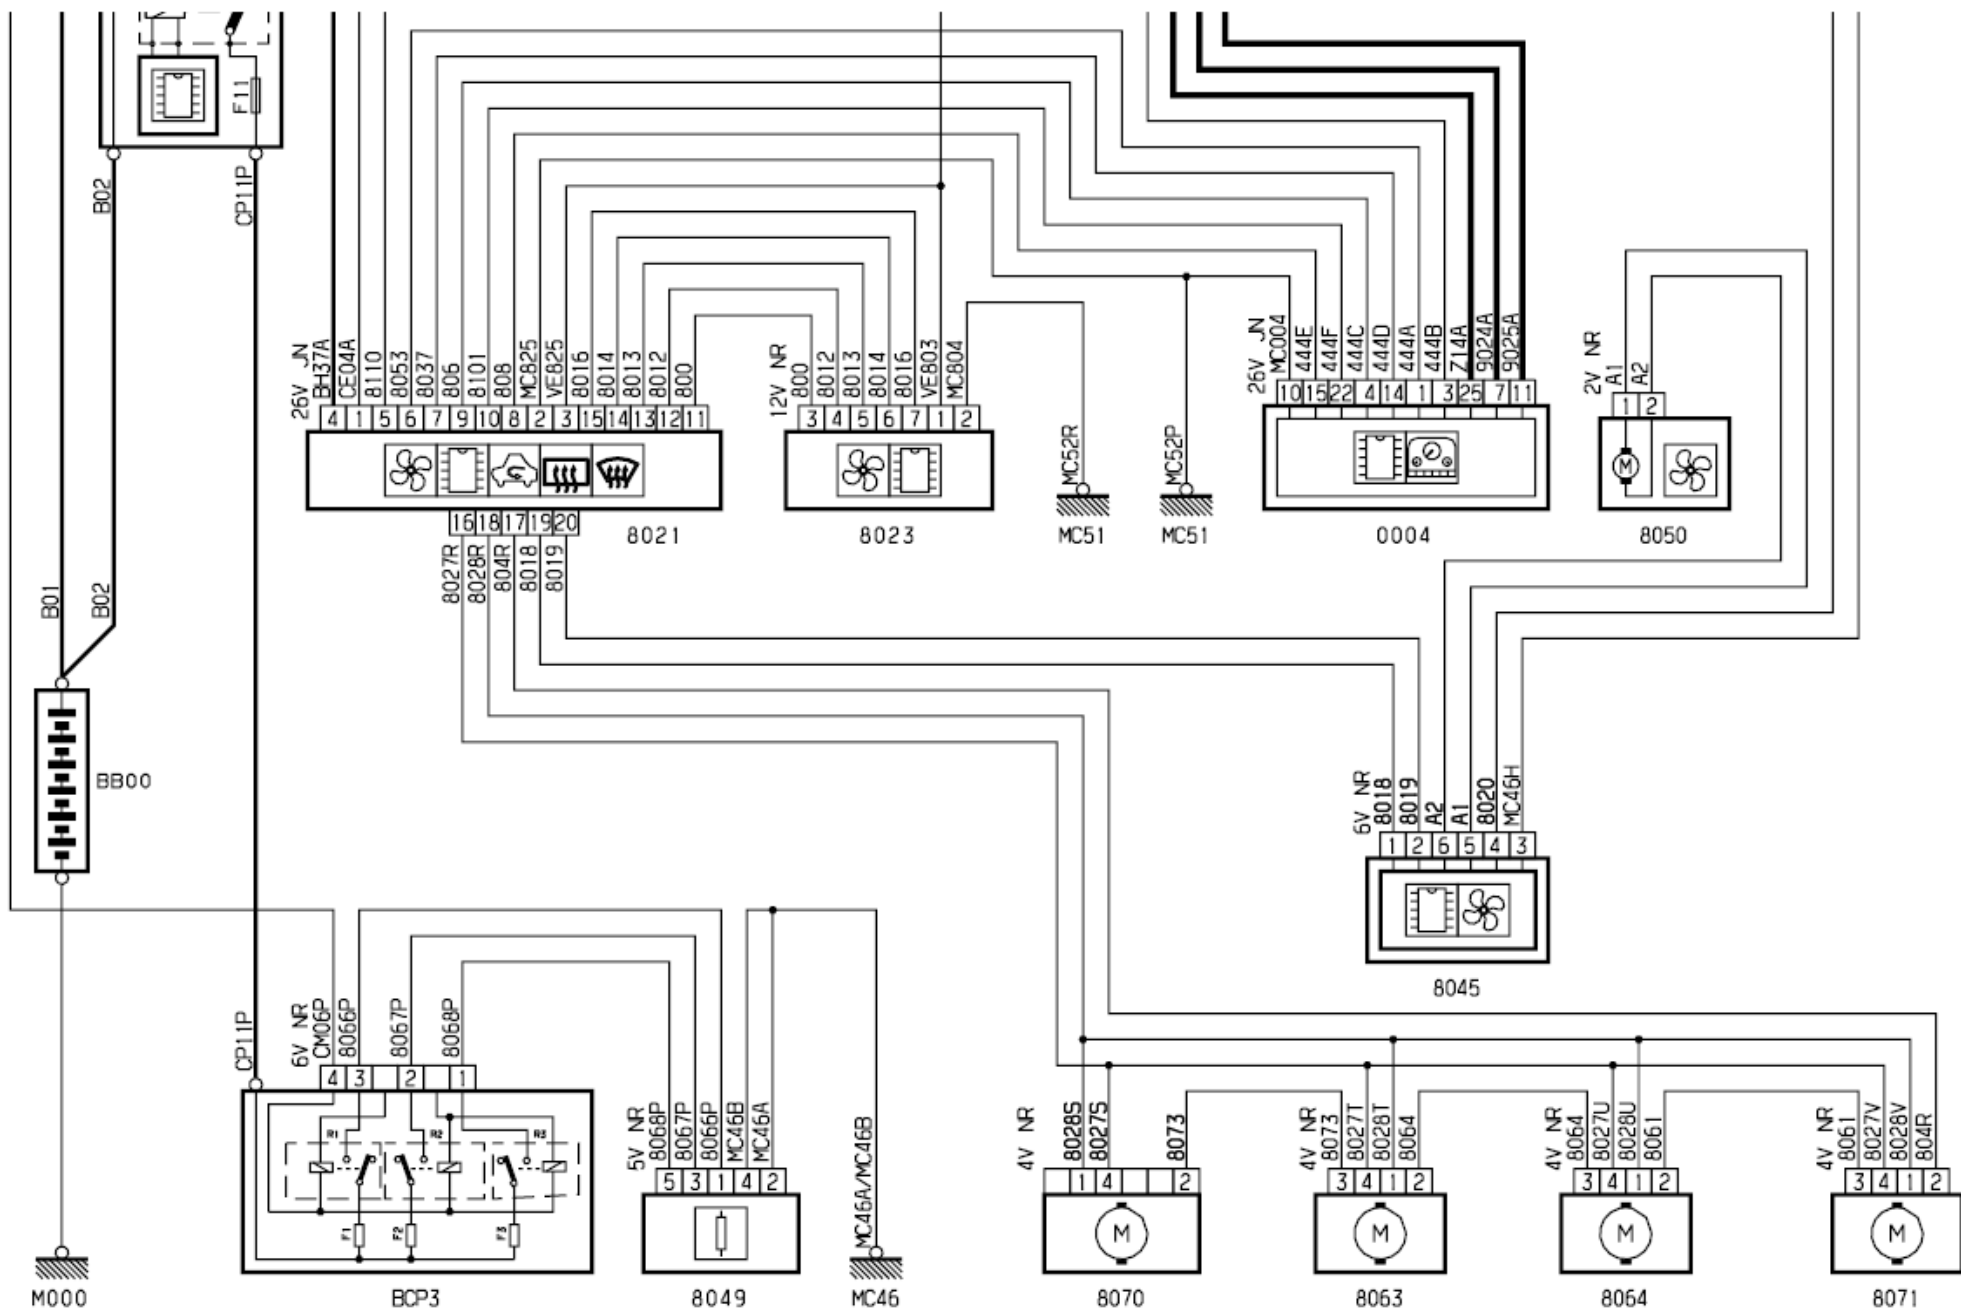 F11
B02
CP11P
26V JN
BH37A
CE04A
8110
8053
8037
806
8101
808
MC825
VE825
8016
8014
8013
8012
800
4 1 5 6 7 9 10 8 2 3 15 14 13 12 11
8021
16 18 17 19 20
8027R
8028R
804R
8018
8019
12V NR
800
8012
8013
8014
8016
VE803
MC804
3 4 5 6 7 1 2
8023
MC52R
MC51
MC52P
MC51
26V JN
MC004
444E
444F
444C
444D
444A
444B
Z14A
9024A
9025A
10 15 22 4 14 1 3 25 7 11
0004
2V NR
A1
A2
1 2
M
8050
B01
B02
BB00
M000
6V NR
8018
8019
A2
A1
8020
MC46H
1 2 6 5 4 3
8045
CP11P
6V NR
CM06P
8066P
8067P
8068P
4 3 2 1
R1
R2
R3
F1
F2
F3
BCP3
5V NR
8068P
8067P
8066P
MC46B
MC46A
5 3 1 4 2
8049
MC46A/MC46B
MC46
4V NR
8028S
8027S
8073
1 4 2
M
8070
4V NR
8073
8027T
8028T
8064
3 4 1 2
M
8063
4V NR
8064
8027U
8028U
8061
3 4 1 2
M
8064
4V NR
8061
8027V
8028V
804R
3 4 1 2
M
8071